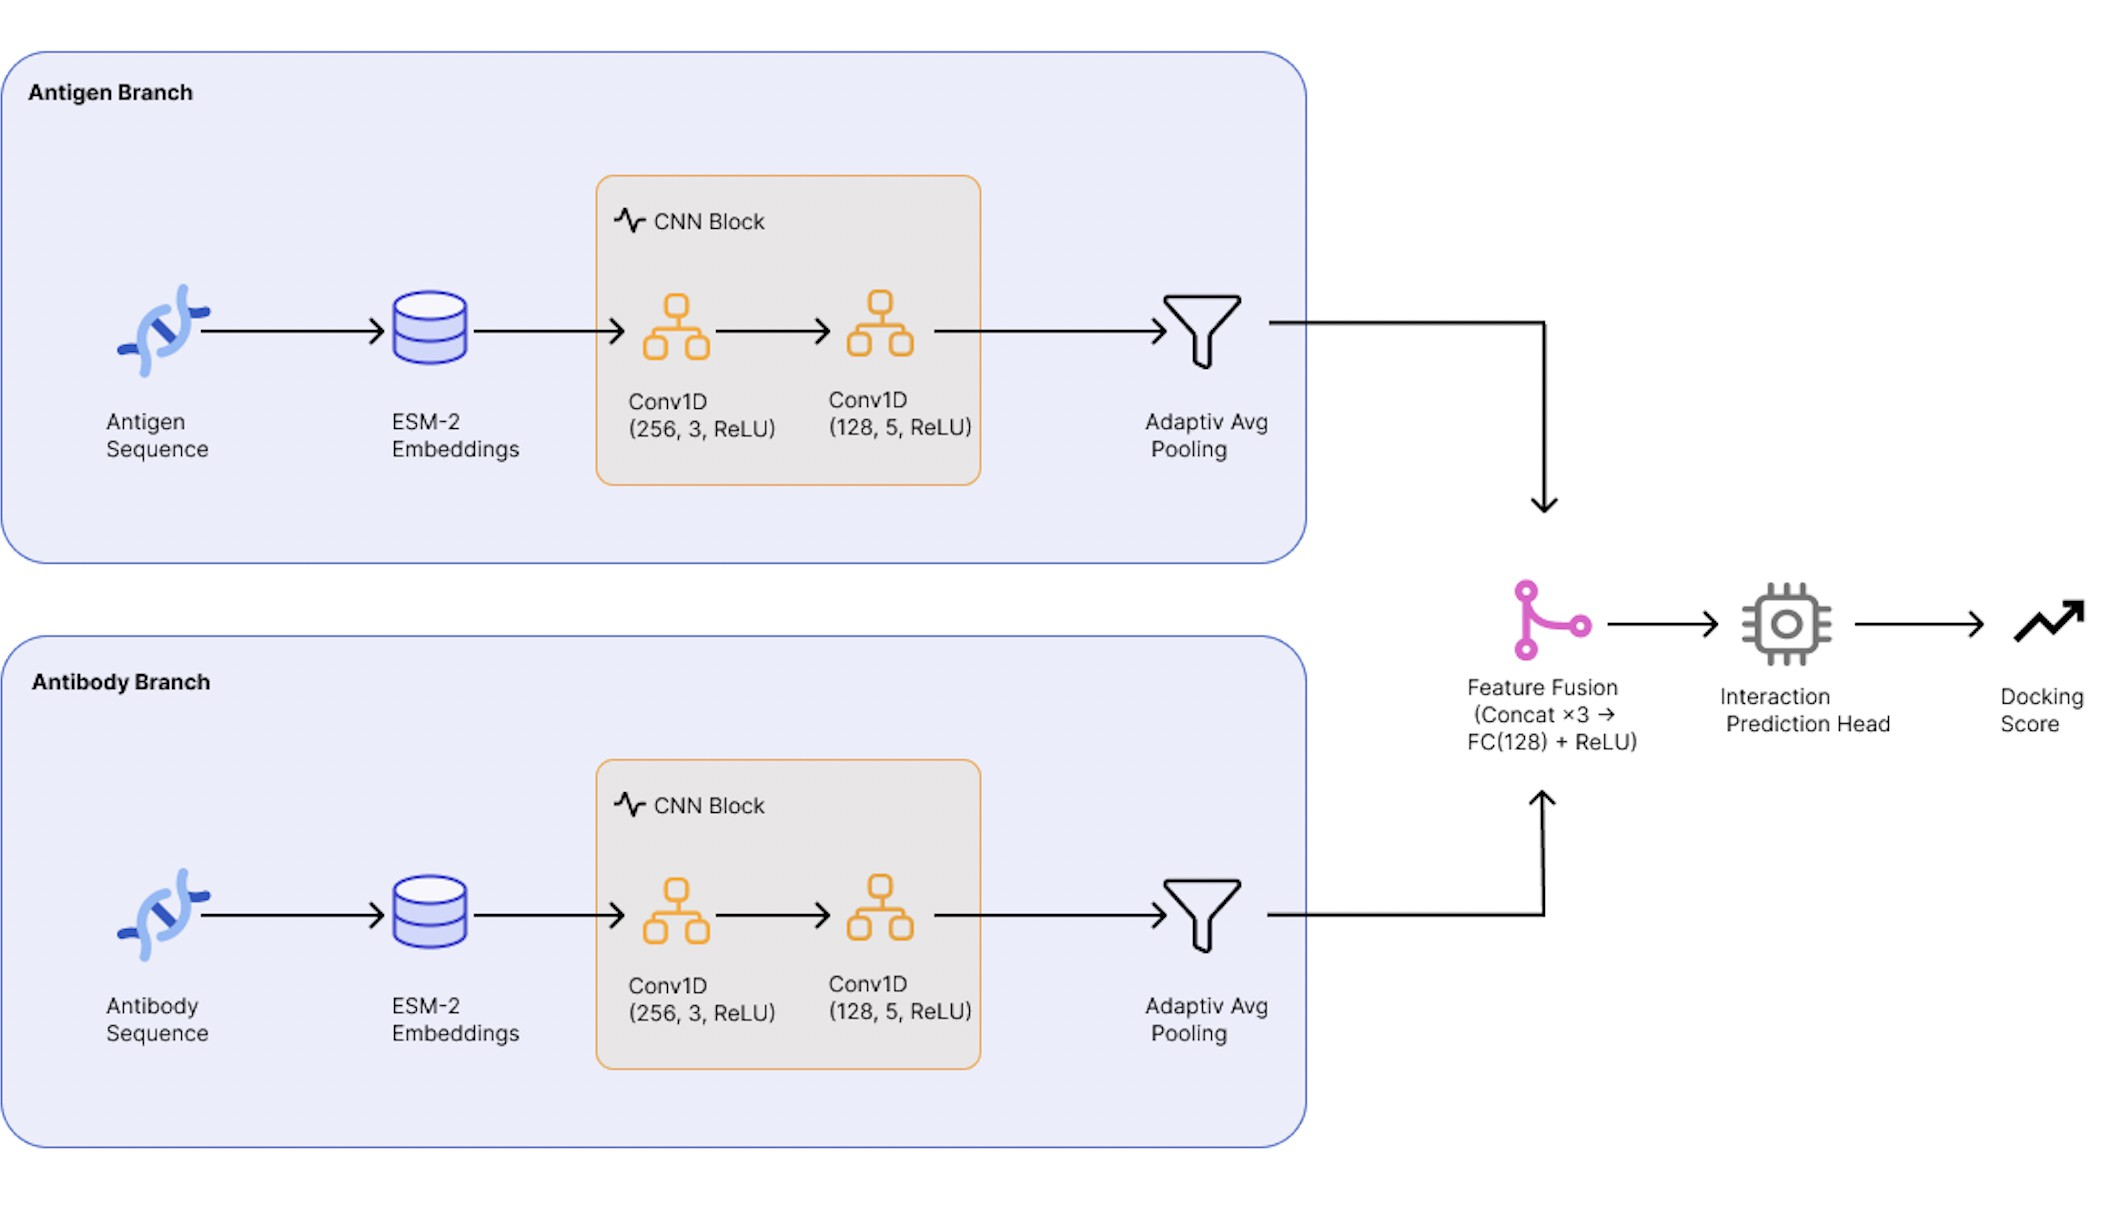 Antigen Branch
CNN Block
Antigen
Sequence
ESM-2
Embeddings
Conv1D
(256, 3, ReLU)
Conv1D
(128, 5, ReLU)
Adaptiv Avg
Pooling
Antibody Branch
CNN Block
Antibody
Sequence
ESM-2
Embeddings
Conv1D
(256, 3, ReLU)
Conv1D
(128, 5, ReLU)
Adaptiv Avg
Pooling
Feature Fusion
(Concat ×3 →
FC(128) + ReLU)
Interaction
Prediction Head
Docking
Score